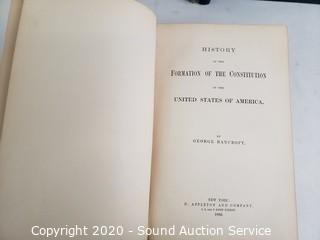 HISTORY
OF THE
FORMATION OF THE CONSTITUTION
OF THE
UNITED STATES OF AMERICA.
BY
GEORGE BANCROFT.
NEW YORK:
D. APPLETON AND COMPANY,
Copyright © 2020 - Sound Auction Service